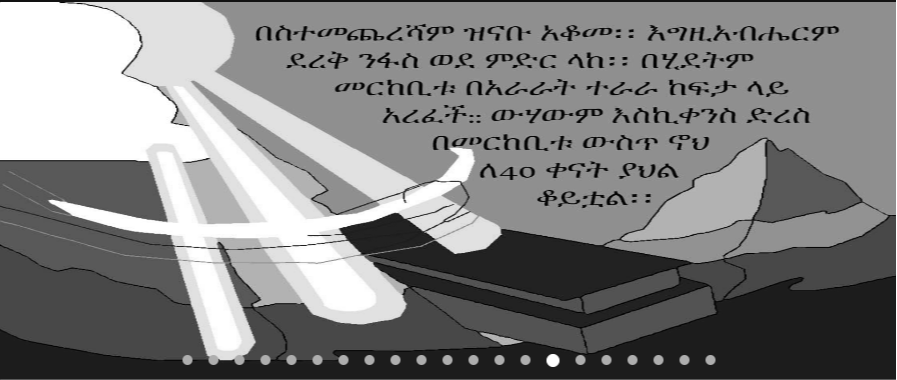 በስተመጨረሻም ዝናቡ አቆመ፡፡ እግዚአብሔርም
ደረቅ ንፋስ ወደ ምድር ላከ፡፡ በሂደትም
መርከቢቱ በአራራት ተራራ ከፍታ ላይ
አረፈች፡፡ ውሃውም እስኪቀንስ ድረስ
በመርከቢቱ ውስጥ ኖህ
ለ40 ቀናት ያህል
ቆይቷል፡፡